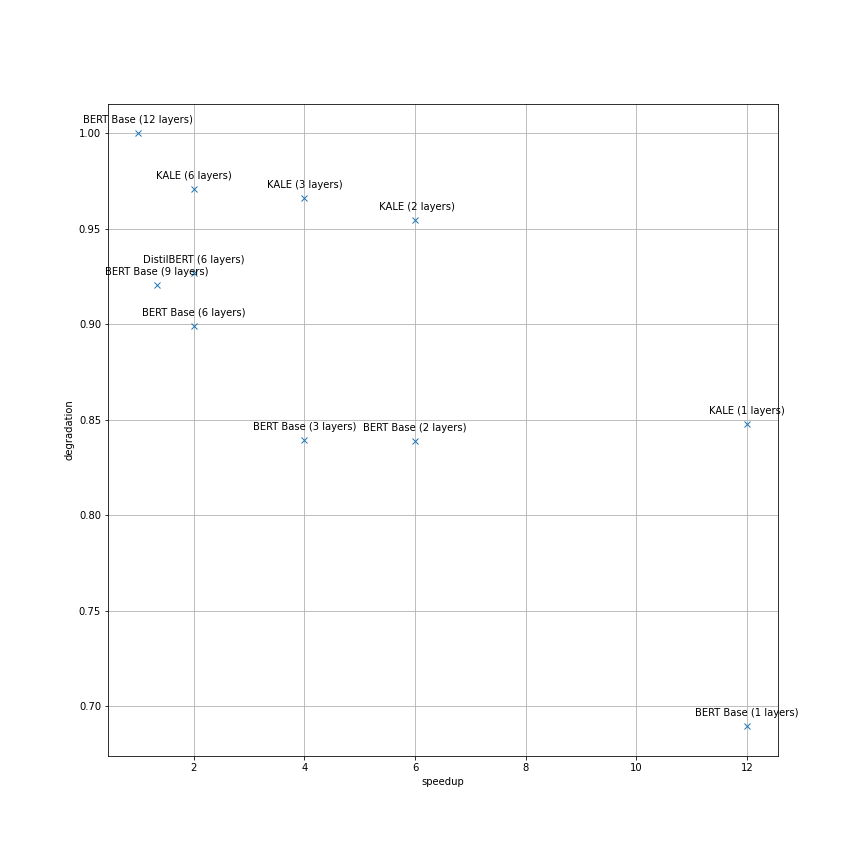 BERT Base (12 layers)
1.00
KALE (6 layers)
KALE (3 layers)
KALE (2 layers)
0.95
DistilBERT (6 layers)
BERT Base (9 layers)
BERT Base (6 layers)
0.90
KALE (1 layers)
0.85
BERT Base (3 layers)
BERT Base (2 layers)
degradation
0.80
0.75
0.70
BERT Base (1 layers)
2
4
6
8
10
12
speedup